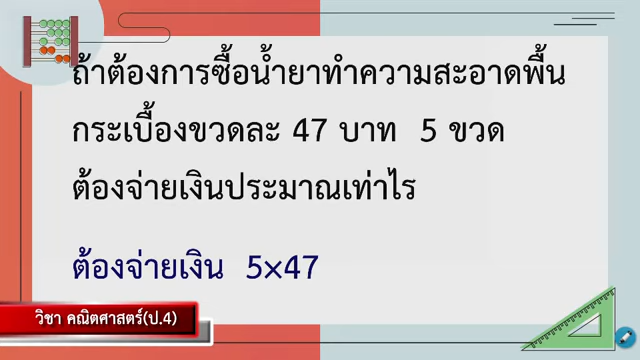 ถ้าต้องการซื้อน้ำยาทำความสะอาดพื้น
กระเบื้องขวดละ 47 บาท 5 ขวด
ต้องจ่ายเงินประมาณเท่าไร
ต้องจ่ายเงิน 5×47
วิชา คณิตศาสตร์(ป.4)